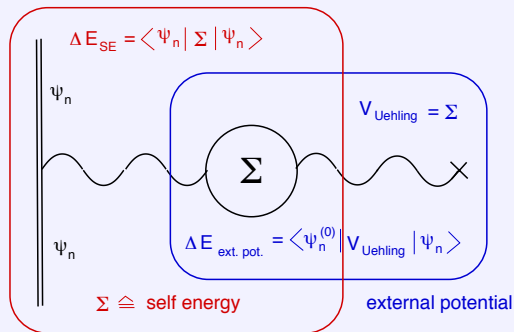 ΔE_SE = ⟨ψ_n | Σ | ψ_n⟩
ψ_n
V_Uehling = Σ
Σ
ψ_n
ΔE_ext. pot. = ⟨ψ_n^(0) | V_Uehling | ψ_n⟩
Σ ≙ self energy
external potential